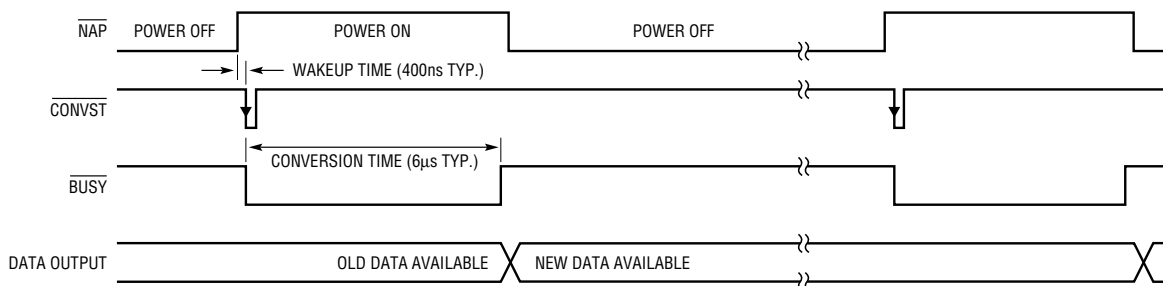 NAP POWER OFF POWER ON POWER OFF
WAKEUP TIME (400ns TYP.)
CONVST
CONVERSION TIME (6μs TYP.)
BUSY
DATA OUTPUT OLD DATA AVAILABLE NEW DATA AVAILABLE